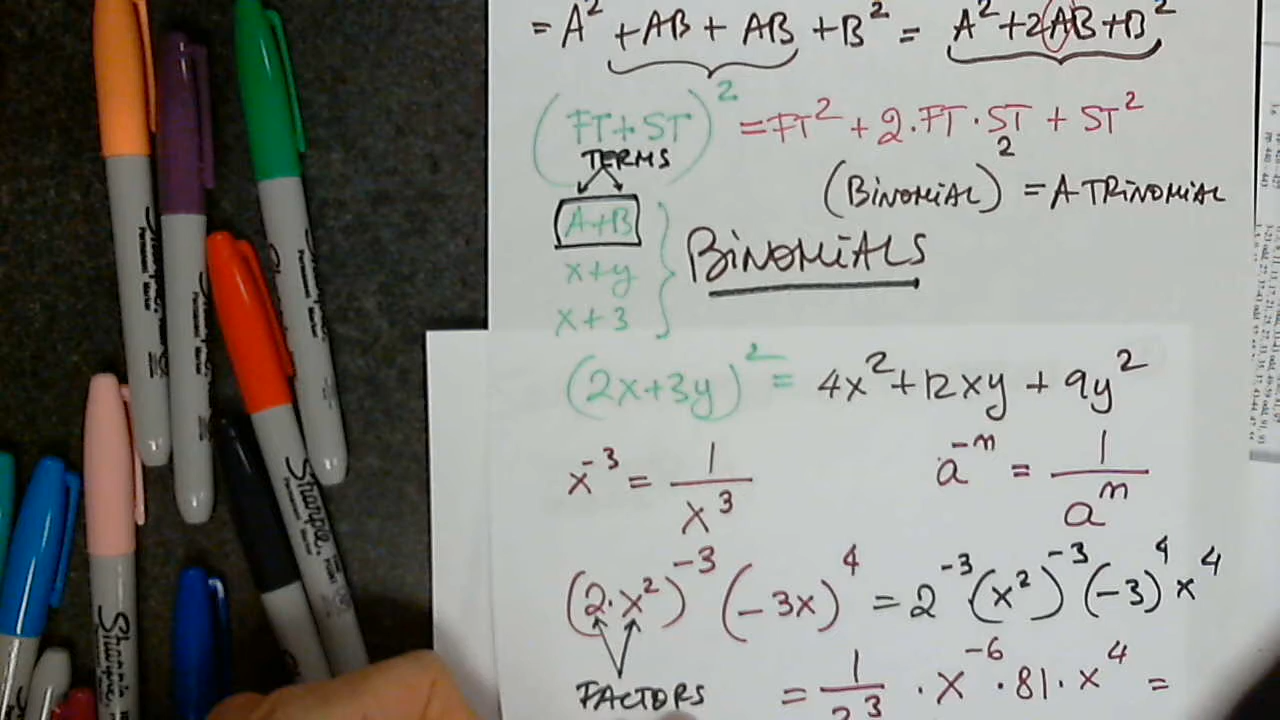 = A² + AB + AB + B² = A² + 2AB + B²
(FT + ST)² = FT² + 2·FT·ST + ST²
TERMS
(BiNOMiAL)² = A TRiNOMiAL
A+B
x+y
x+3
BiNOMiALS
(2x+3y)² = 4x² + 12xy + 9y²
x⁻³ = 1/x³
a⁻ⁿ = 1/aⁿ
(2·x²)⁻³ (-3x)⁴ = 2⁻³ (x²)⁻³ (-3)⁴ x⁴
FACTORS
= 1/2³ · x⁻⁶ · 81 · x⁴ =
Sharpie
Sharpie